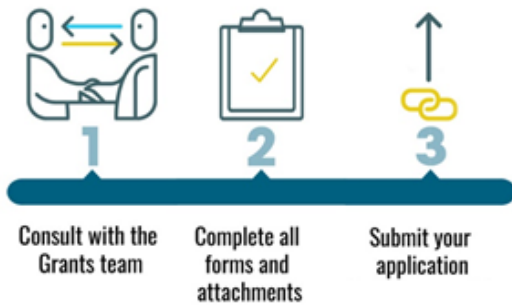 1
2
3
Consult with the
Grants team
Complete all
forms and
attachments
Submit your
application